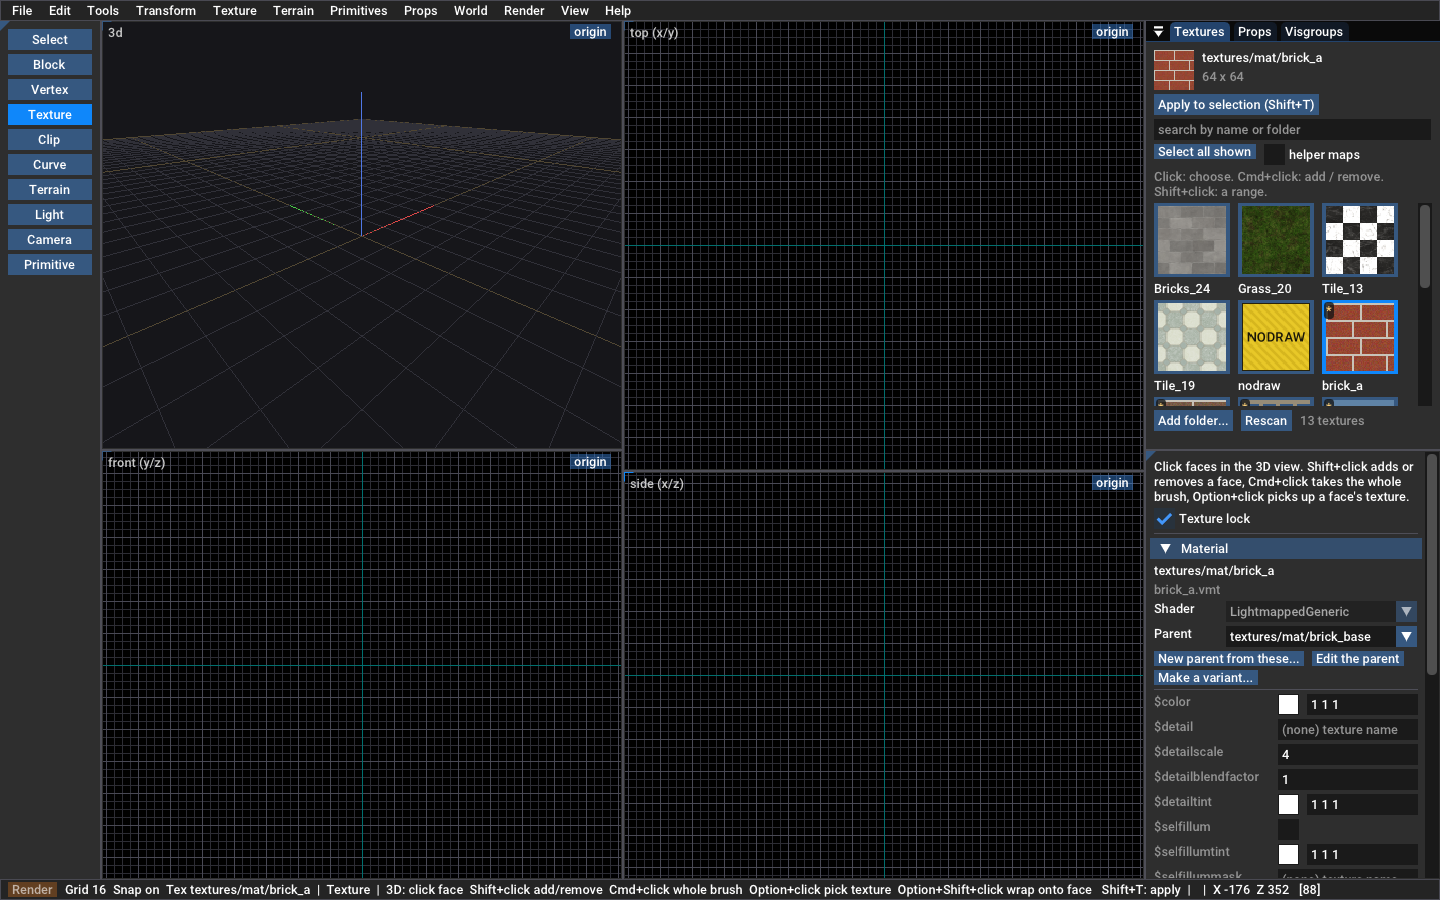 File Edit Tools Transform Texture Terrain Primitives Props World Render View Help
Select
Block
Vertex
Texture
Clip
Curve
Terrain
Light
Camera
Primitive
3d origin
top (x/y) origin
front (y/z) origin
side (x/z) origin
Textures Props Visgroups
textures/mat/brick_a
64 x 64
Apply to selection (Shift+T)
search by name or folder
Select all shown helper maps
Click: choose. Cmd+click: add / remove.
Shift+click: a range.
Bricks_24 Grass_20 Tile_13
NODRAW
*
Tile_19 nodraw brick_a
* * *
Add folder... Rescan 13 textures
Click faces in the 3D view. Shift+click adds or
removes a face, Cmd+click takes the whole
brush, Option+click picks up a face's texture.
Texture lock
Material
textures/mat/brick_a
brick_a.vmt
Shader LightmappedGeneric
Parent textures/mat/brick_base
New parent from these... Edit the parent
Make a variant...
$color 1 1 1
$detail (none) texture name
$detailscale 4
$detailblendfactor 1
$detailtint 1 1 1
$selfillum
$selfillumtint 1 1 1
$selfillummask (none) texture name
Render Grid 16 Snap on Tex textures/mat/brick_a | Texture | 3D: click face Shift+click add/remove Cmd+click whole brush Option+click pick texture Option+Shift+click wrap onto face Shift+T: apply | | X -176 Z 352 [88]